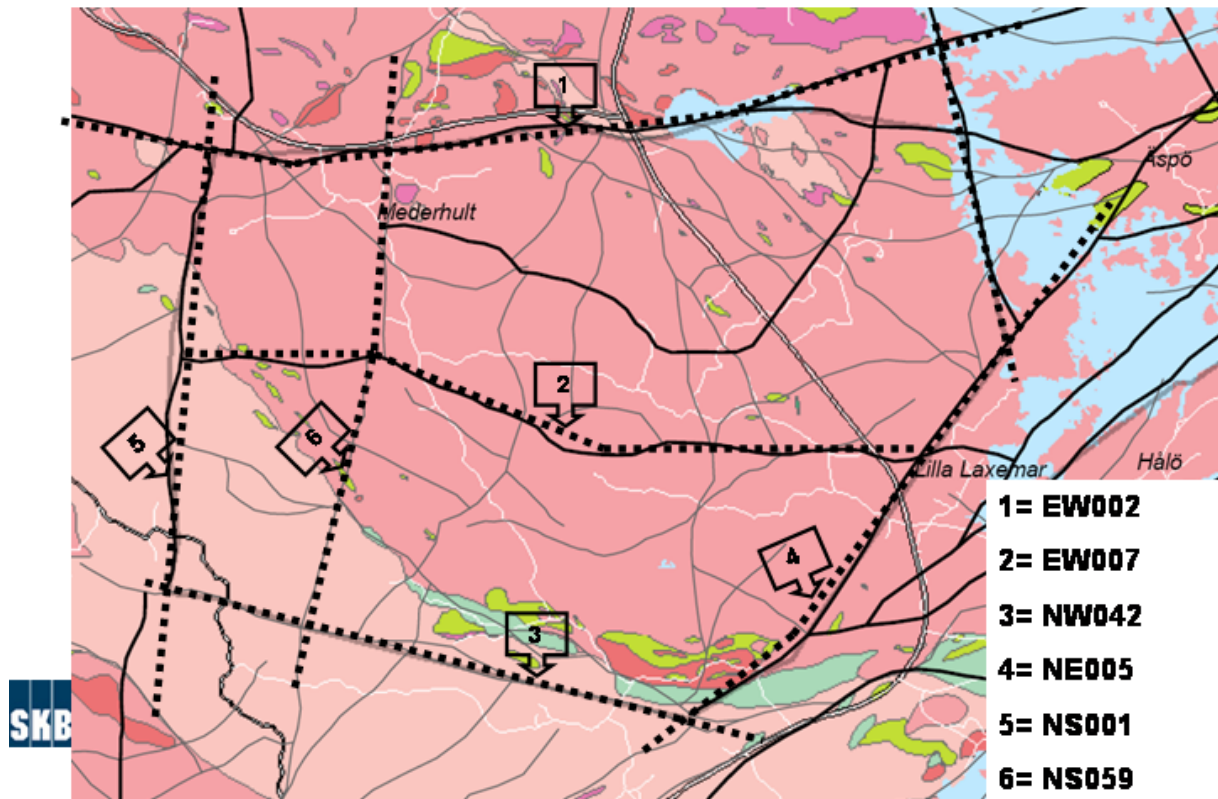 1
Äspö
Mederhult
2
5
6
Lilla Laxemar
Hålö
4
3
1= EW002
2= EW007
3= NW042
4= NE005
5= NS001
6= NS059
SKB